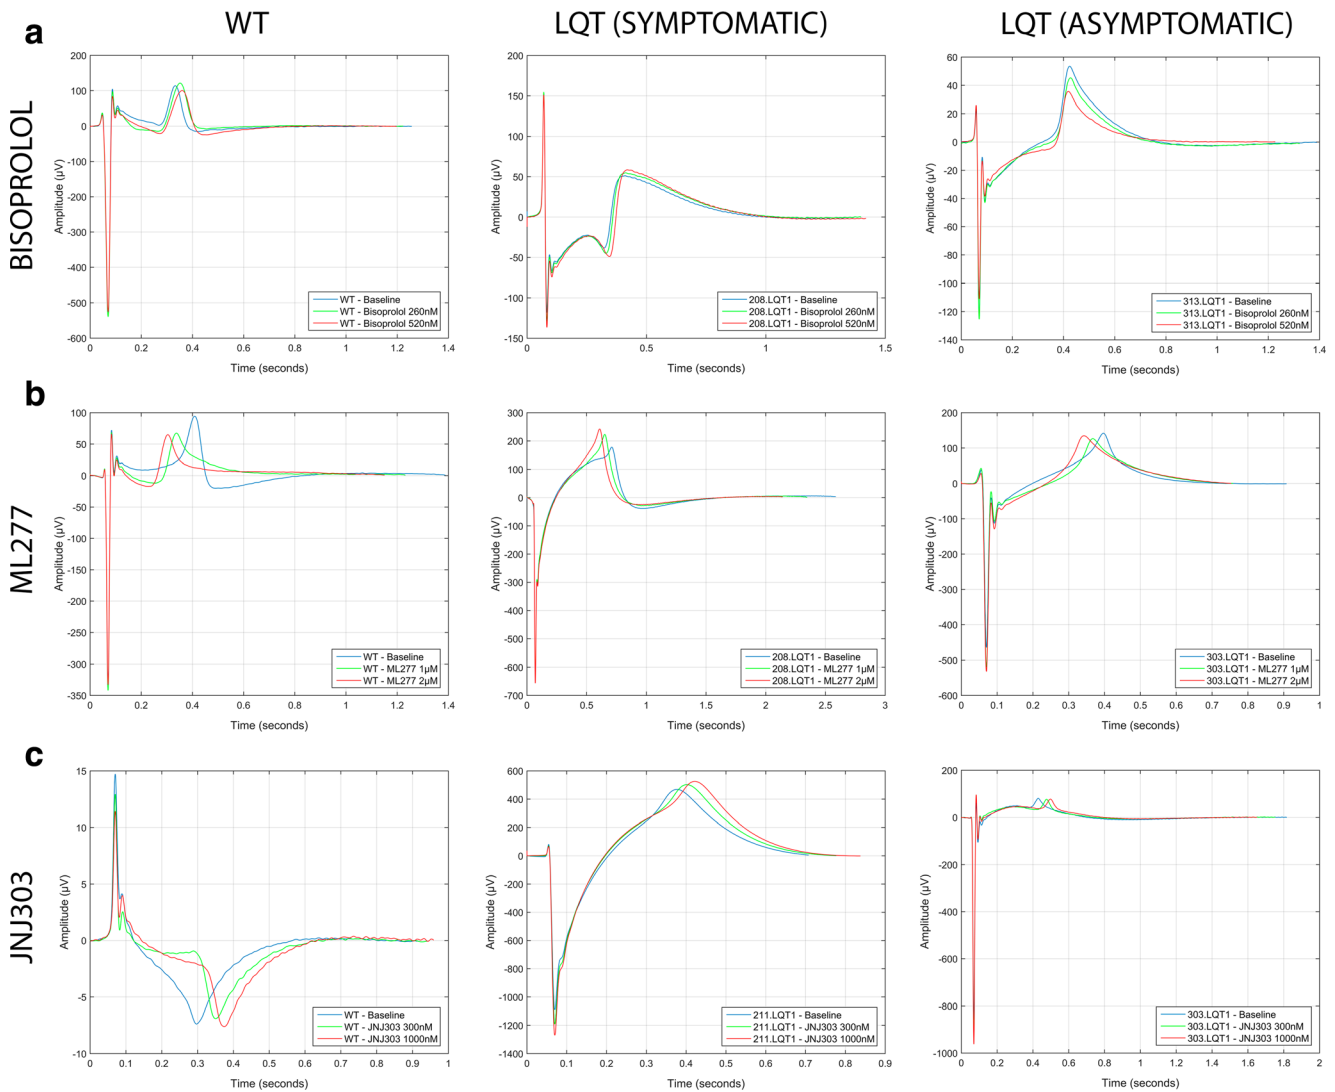 WT
LQT (SYMPTOMATIC)
LQT (ASYMPTOMATIC)
a
BISOPROLOL
200
100
0
-100
-200
-300
-400
-500
-600
Amplitude (µV)
0 0.2 0.4 0.6 0.8 1 1.2 1.4
Time (seconds)
WT - Baseline
WT - Bisoprolol 260nM
WT - Bisoprolol 520nM
200
150
100
50
0
-50
-100
-150
Amplitude (µV)
0 0.5 1 1.5
Time (seconds)
208.LQT1 - Baseline
208.LQT1 - Bisoprolol 260nM
208.LQT1 - Bisoprolol 520nM
60
40
20
0
-20
-40
-60
-80
-100
-120
-140
Amplitude (µV)
0 0.2 0.4 0.6 0.8 1 1.2 1.4
Time (seconds)
313.LQT1 - Baseline
313.LQT1 - Bisoprolol 260nM
313.LQT1 - Bisoprolol 520nM
b
ML277
100
50
0
-50
-100
-150
-200
-250
-300
-350
Amplitude (µV)
0 0.2 0.4 0.6 0.8 1 1.2 1.4
Time (seconds)
WT - Baseline
WT - ML277 1µM
WT - ML277 2µM
300
200
100
0
-100
-200
-300
-400
-500
-600
-700
Amplitude (µV)
0 0.5 1 1.5 2 2.5 3
Time (seconds)
208.LQT1 - Baseline
208.LQT1 - ML277 1µM
208.LQT1 - ML277 2µM
200
100
0
-100
-200
-300
-400
-500
-600
Amplitude (µV)
0 0.1 0.2 0.3 0.4 0.5 0.6 0.7 0.8 0.9 1
Time (seconds)
303.LQT1 - Baseline
303.LQT1 - ML277 1µM
303.LQT1 - ML277 2µM
c
JNJ303
15
10
5
0
-5
-10
Amplitude (µV)
0 0.1 0.2 0.3 0.4 0.5 0.6 0.7 0.8 0.9 1
Time (seconds)
WT - Baseline
WT - JNJ303 300nM
WT - JNJ303 1000nM
600
400
200
0
-200
-400
-600
-800
-1000
-1200
-1400
Amplitude (µV)
0 0.1 0.2 0.3 0.4 0.5 0.6 0.7 0.8 0.9
Time (seconds)
211.LQT1 - Baseline
211.LQT1 - JNJ303 300nM
211.LQT1 - JNJ303 1000nM
200
0
-200
-400
-600
-800
-1000
Amplitude (µV)
0 0.2 0.4 0.6 0.8 1 1.2 1.4 1.6 1.8 2
Time (seconds)
303.LQT1 - Baseline
303.LQT1 - JNJ303 300nM
303.LQT1 - JNJ303 1000nM